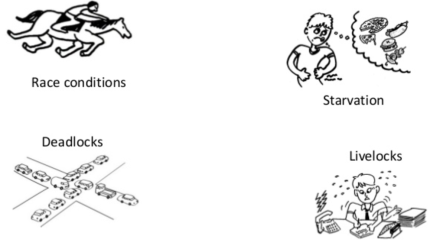 Race conditions
Starvation
Deadlocks
Livelocks